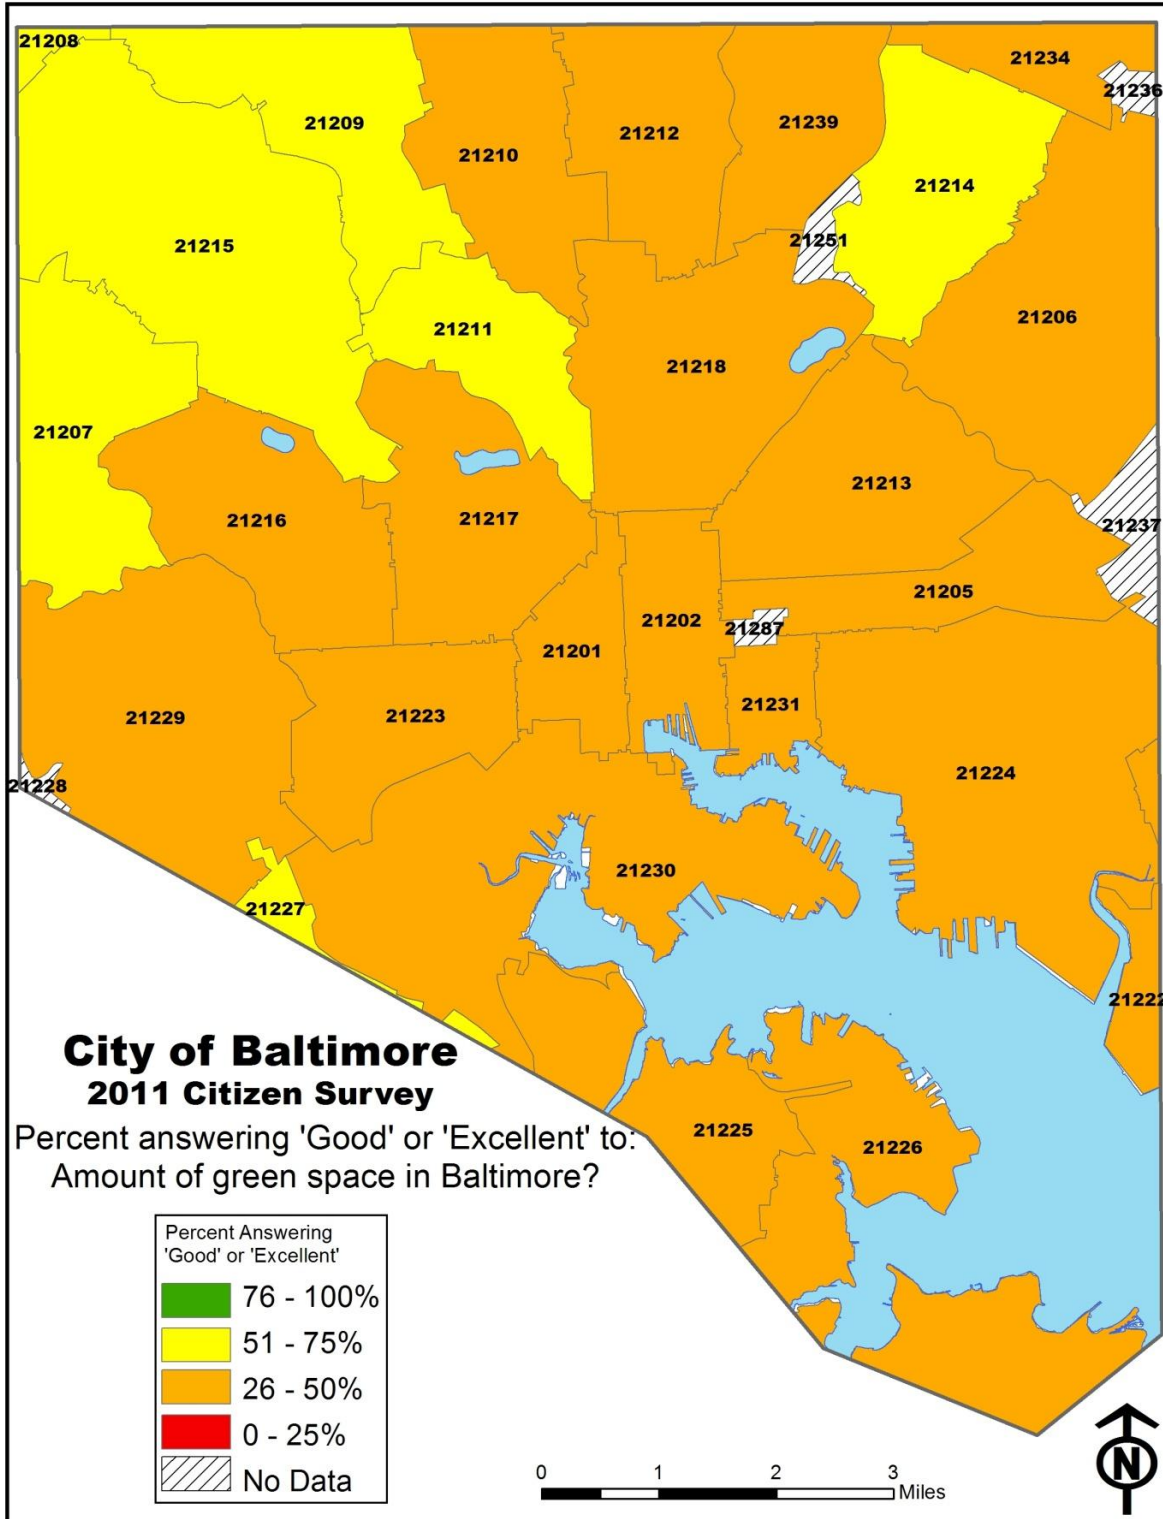 21208
21234
21236
21209
21212
21239
21210
21214
21215
21251
21206
21211
21218
21207
21213
21216
21217
21237
21205
21202
21287
21201
21231
21229
21223
21224
21228
21230
21227
21222
City of Baltimore
2011 Citizen Survey
Percent answering 'Good' or 'Excellent' to:
Amount of green space in Baltimore?
21225
21226
Percent Answering
'Good' or 'Excellent'
76 - 100%
51 - 75%
26 - 50%
0 - 25%
No Data
0 1 2 3
Miles
N